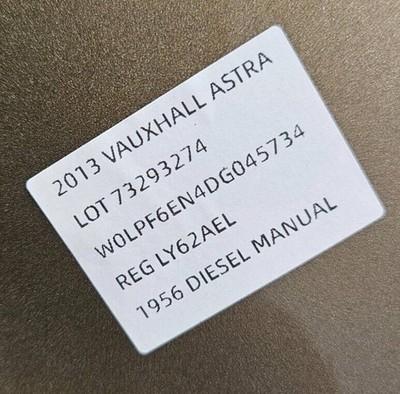 2013 VAUXHALL ASTRA
LOT 73293274
W0LPF6EN4DG045734
REG LY62AEL
1956 DIESEL MANUAL